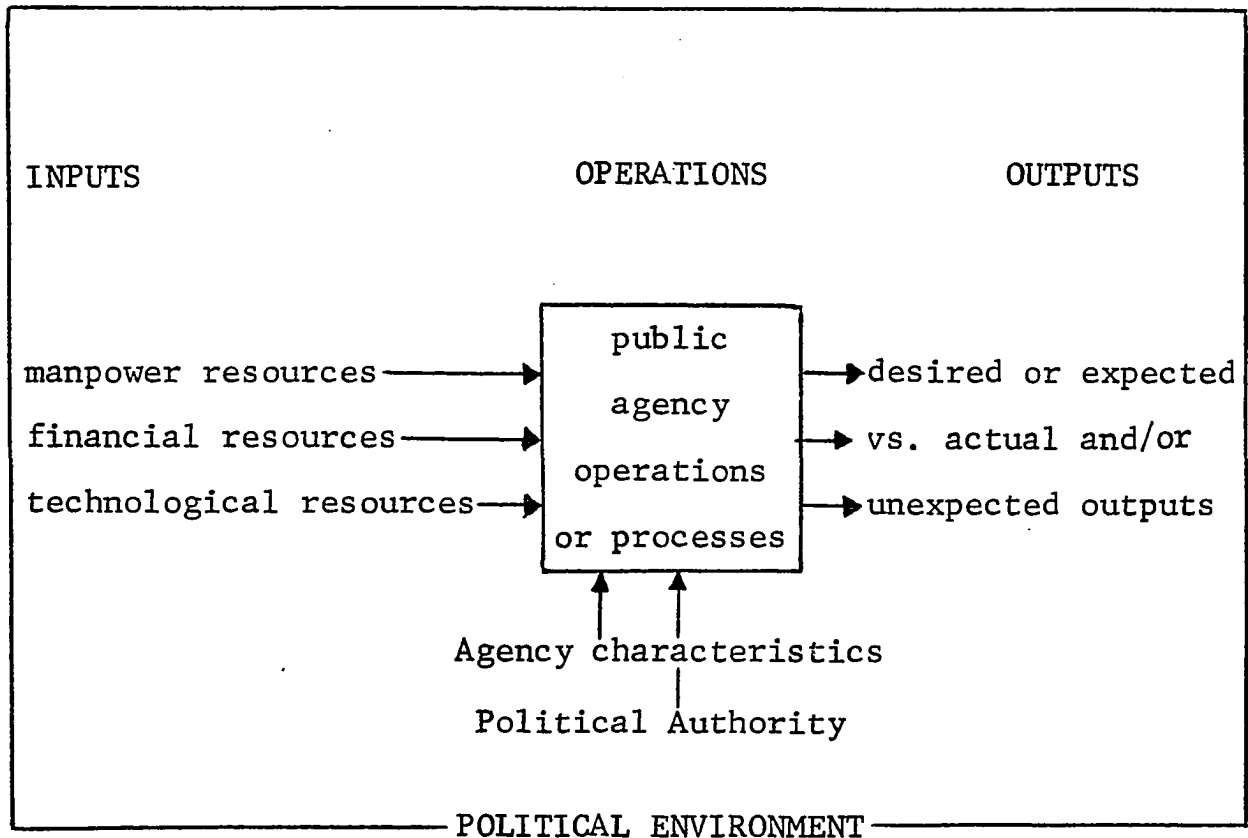 INPUTS
OPERATIONS
OUTPUTS
manpower resources
financial resources
technological resources
public
agency
operations
or processes
desired or expected
vs. actual and/or
unexpected outputs
Agency characteristics
Political Authority
POLITICAL ENVIRONMENT